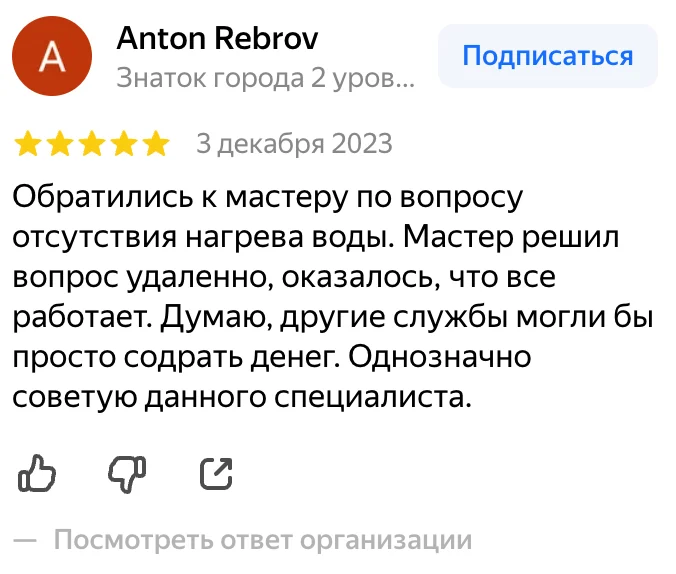 A
Anton Rebrov
Подписаться
Знаток города 2 уров...
3 декабря 2023
Обратились к мастеру по вопросу
отсутствия нагрева воды. Мастер решил
вопрос удаленно, оказалось, что все
работает. Думаю, другие службы могли бы
просто содрать денег. Однозначно
советую данного специалиста.
— Посмотреть ответ организации